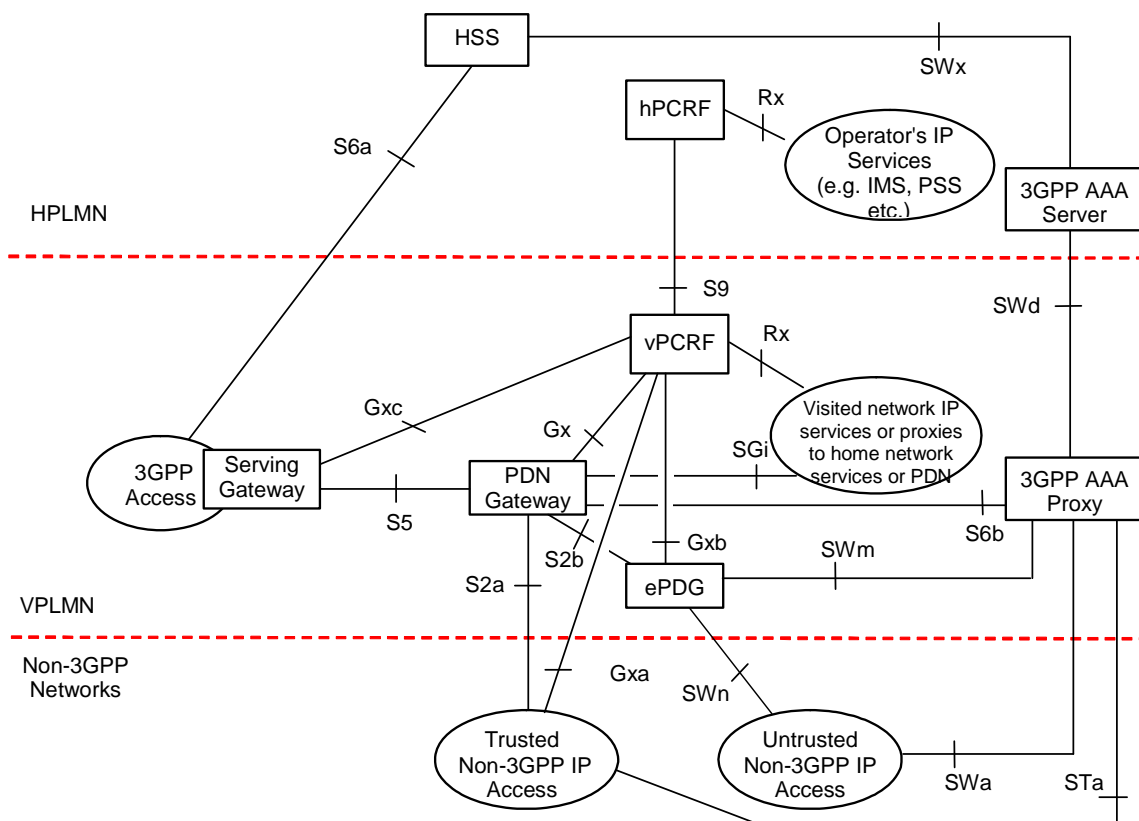 HSS
SWx
hPCRF
Rx
Operator's IP
Services
(e.g. IMS, PSS
etc.)
S6a
3GPP AAA
Server
HPLMN
S9
SWd
vPCRF
Rx
Gxc
Gx
Visited network IP
services or proxies
to home network
services or PDN
SGi
3GPP
Access
Serving
Gateway
PDN
Gateway
3GPP AAA
Proxy
S5
S6b
S2b
Gxb
SWm
S2a
ePDG
VPLMN
Non-3GPP
Networks
Gxa
SWn
Trusted
Non-3GPP IP
Access
Untrusted
Non-3GPP IP
Access
SWa
STa